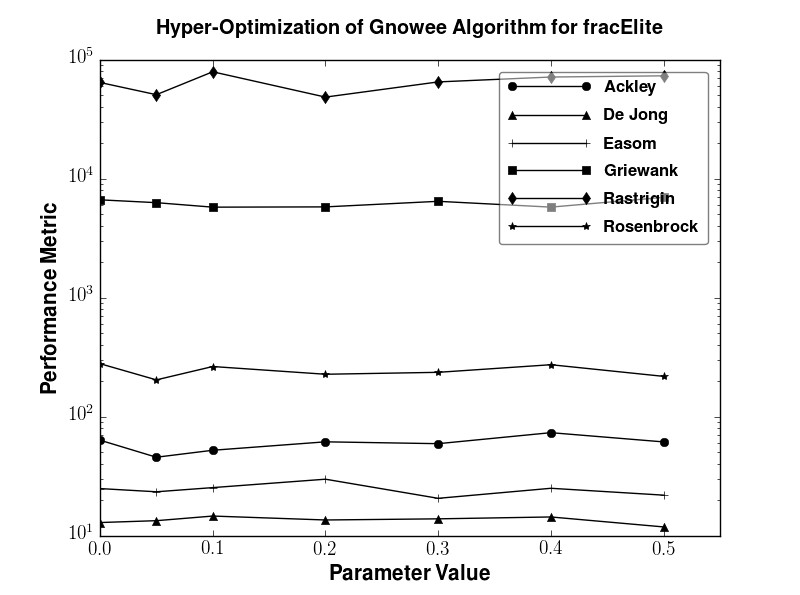 Hyper-Optimization of Gnowee Algorithm for fracElite
10^5
10^4
10^3
10^2
10^1
Performance Metric
Ackley
De Jong
Easom
Griewank
Rastrigin
Rosenbrock
0.0 0.1 0.2 0.3 0.4 0.5
Parameter Value